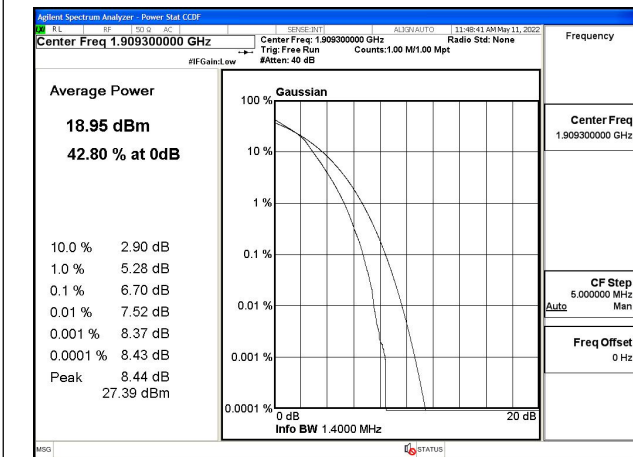 Agilent Spectrum Analyzer - Power Stat CCDF
RL RF 50 Ω AC SENSE:INT ALIGN AUTO 11:48:41 AM May 11, 2022
Center Freq 1.909300000 GHz
Center Freq: 1.909300000 GHz Radio Std: None
Trig: Free Run Counts:1.00 M/1.00 Mpt
#IFGain:Low #Atten: 40 dB
Frequency
Average Power
18.95 dBm
42.80 % at 0dB
10.0 % 2.90 dB
1.0 % 5.28 dB
0.1 % 6.70 dB
0.01 % 7.52 dB
0.001 % 8.37 dB
0.0001 % 8.43 dB
Peak 8.44 dB
27.39 dBm
Gaussian
100 %
10 %
1 %
0.1 %
0.01 %
0.001 %
0.0001 %
0 dB 20 dB
Info BW 1.4000 MHz
Center Freq
1.909300000 GHz
CF Step
5.000000 MHz
Auto Man
Freq Offset
0 Hz
MSG STATUS